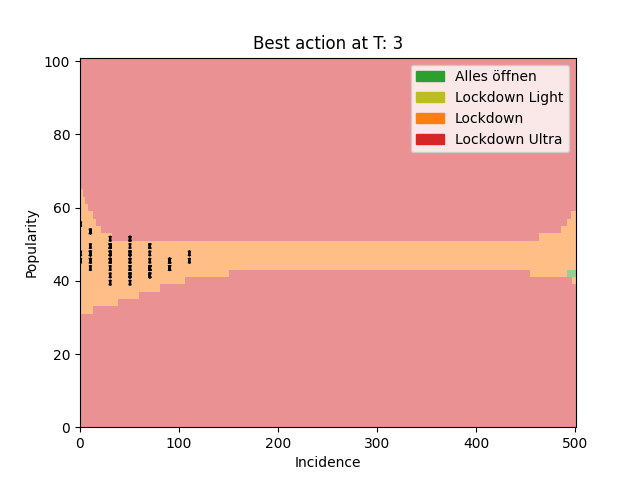 Best action at T: 3
Alles öffnen
Lockdown Light
Lockdown
Lockdown Ultra
Popularity
100
80
60
40
20
0
0 100 200 300 400 500
Incidence